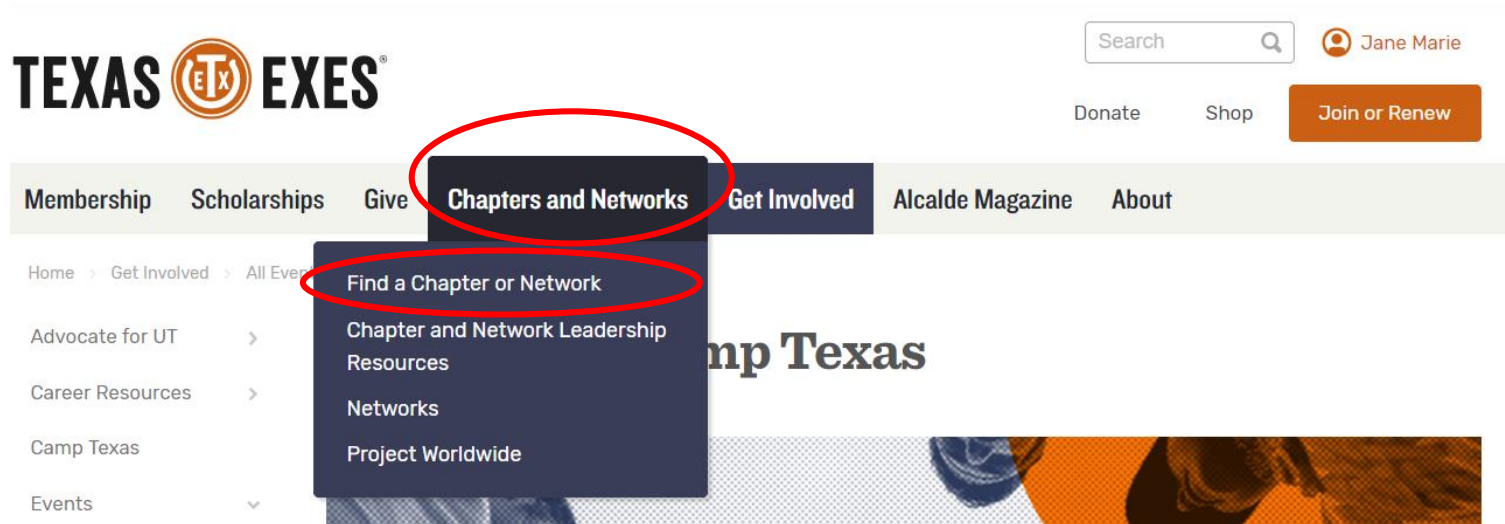 Search
Jane Marie
TEXAS ETX EXES®
Donate Shop Join or Renew
Membership Scholarships Give Chapters and Networks Get Involved Alcalde Magazine About
Home > Get Involved > All Event
Find a Chapter or Network
Advocate for UT
Chapter and Network Leadership
Resources
mp Texas
Career Resources
Networks
Camp Texas
Project Worldwide
Events